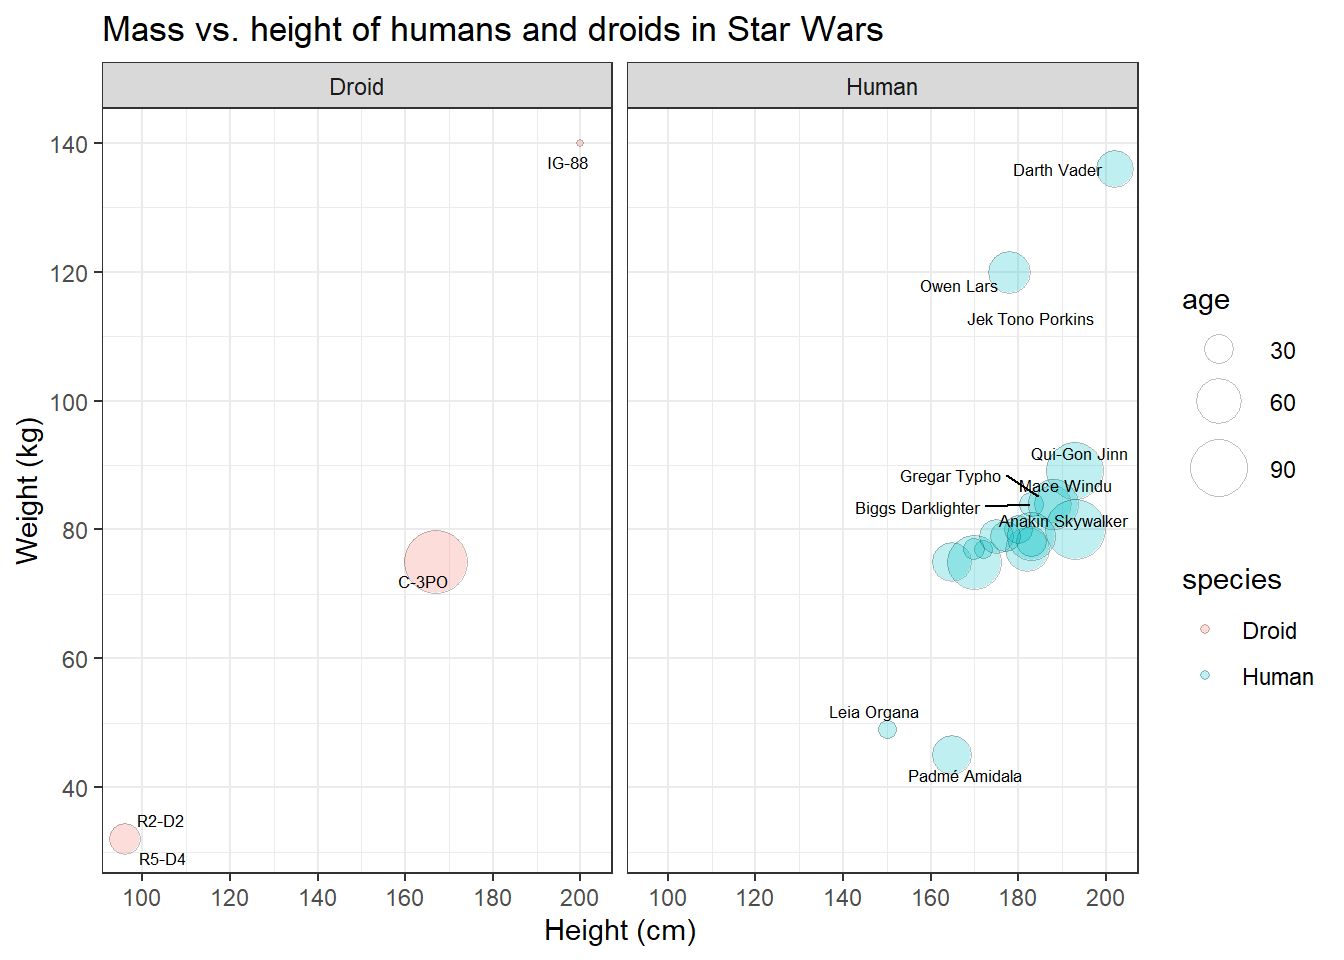 Mass vs. height of humans and droids in Star Wars
Droid
Human
140
120
100
80
60
40
Weight (kg)
IG-88
C-3PO
R2-D2
R5-D4
Darth Vader
Owen Lars
Jek Tono Porkins
Qui-Gon Jinn
Gregar Typho
Mace Windu
Biggs Darklighter
Anakin Skywalker
Leia Organa
Padmé Amidala
100 120 140 160 180 200
100 120 140 160 180 200
Height (cm)
age
30
60
90
species
Droid
Human